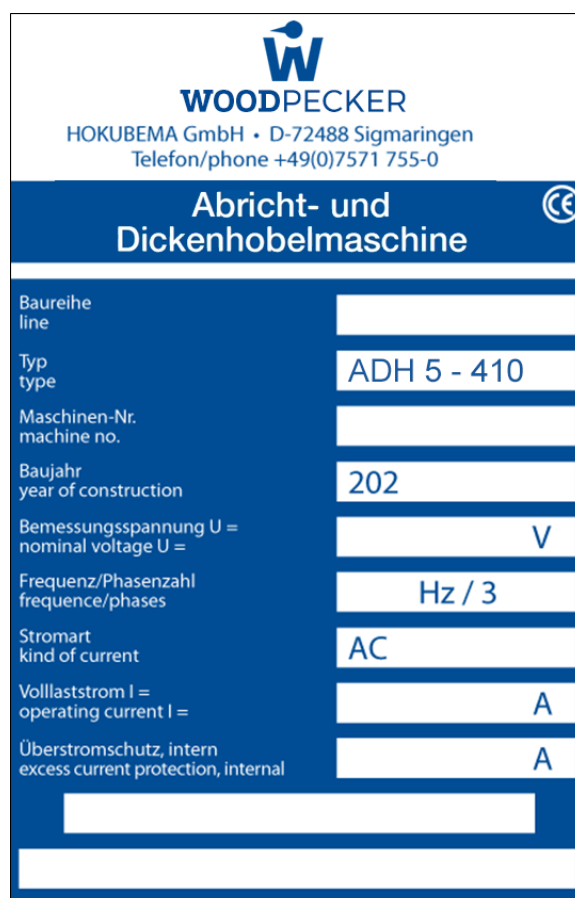 WOODPECKER
HOKUBEMA GmbH • D-72488 Sigmaringen
Telefon/phone +49(0)7571 755-0
Abricht- und
Dickenhobelmaschine
CE
Baureihe
line
Typ
type
ADH 5 - 410
Maschinen-Nr.
machine no.
Baujahr
year of construction
202
Bemessungsspannung U =
nominal voltage U =
V
Frequenz/Phasenzahl
frequence/phases
Hz / 3
Stromart
kind of current
AC
Volllaststrom I =
operating current I =
A
Überstromschutz, intern
excess current protection, internal
A